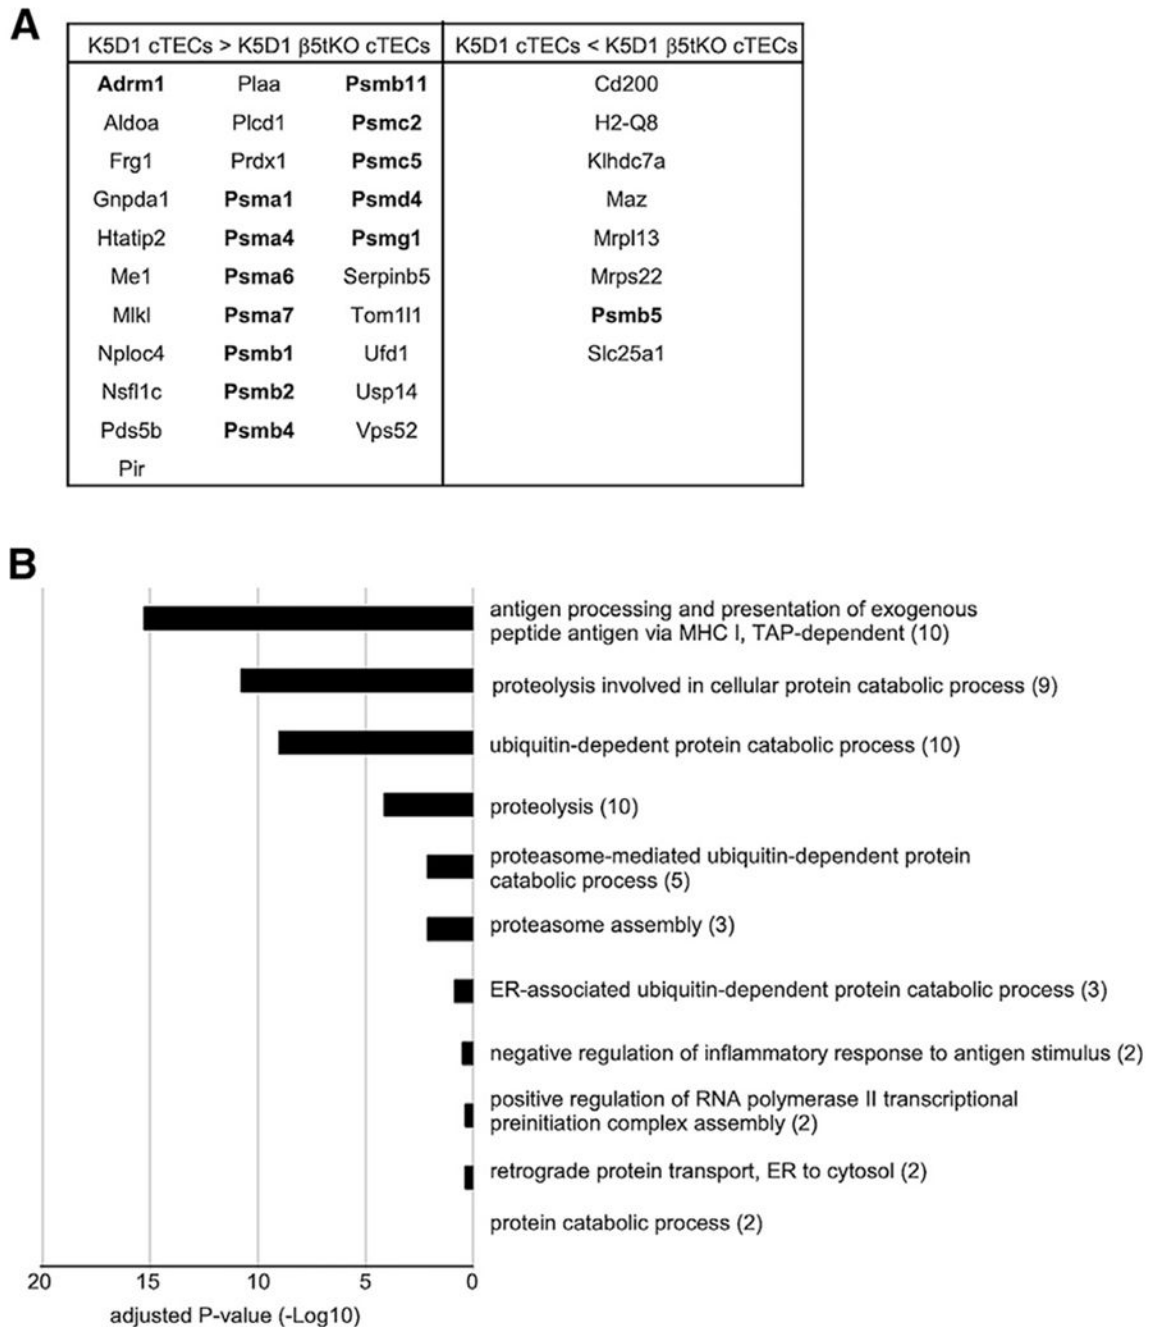 A
K5D1 cTECs > K5D1 β5tKO cTECs K5D1 cTECs < K5D1 β5tKO cTECs
Adrm1 Plaa Psmb11 Cd200
Aldoa Plcd1 Psmc2 H2-Q8
Frg1 Prdx1 Psmc5 Klhdc7a
Gnpda1 Psma1 Psmd4 Maz
Htatip2 Psma4 Psmg1 Mrpl13
Me1 Psma6 Serpinb5 Mrps22
Mlkl Psma7 Tom1l1 Psmb5
Nploc4 Psmb1 Ufd1 Slc25a1
Nsfl1c Psmb2 Usp14
Pds5b Psmb4 Vps52
Pir
B
antigen processing and presentation of exogenous
peptide antigen via MHC I, TAP-dependent (10)
proteolysis involved in cellular protein catabolic process (9)
ubiquitin-depedent protein catabolic process (10)
proteolysis (10)
proteasome-mediated ubiquitin-dependent protein
catabolic process (5)
proteasome assembly (3)
ER-associated ubiquitin-dependent protein catabolic process (3)
negative regulation of inflammatory response to antigen stimulus (2)
positive regulation of RNA polymerase II transcriptional
preinitiation complex assembly (2)
retrograde protein transport, ER to cytosol (2)
protein catabolic process (2)
20 15 10 5 0
adjusted P-value (-Log10)